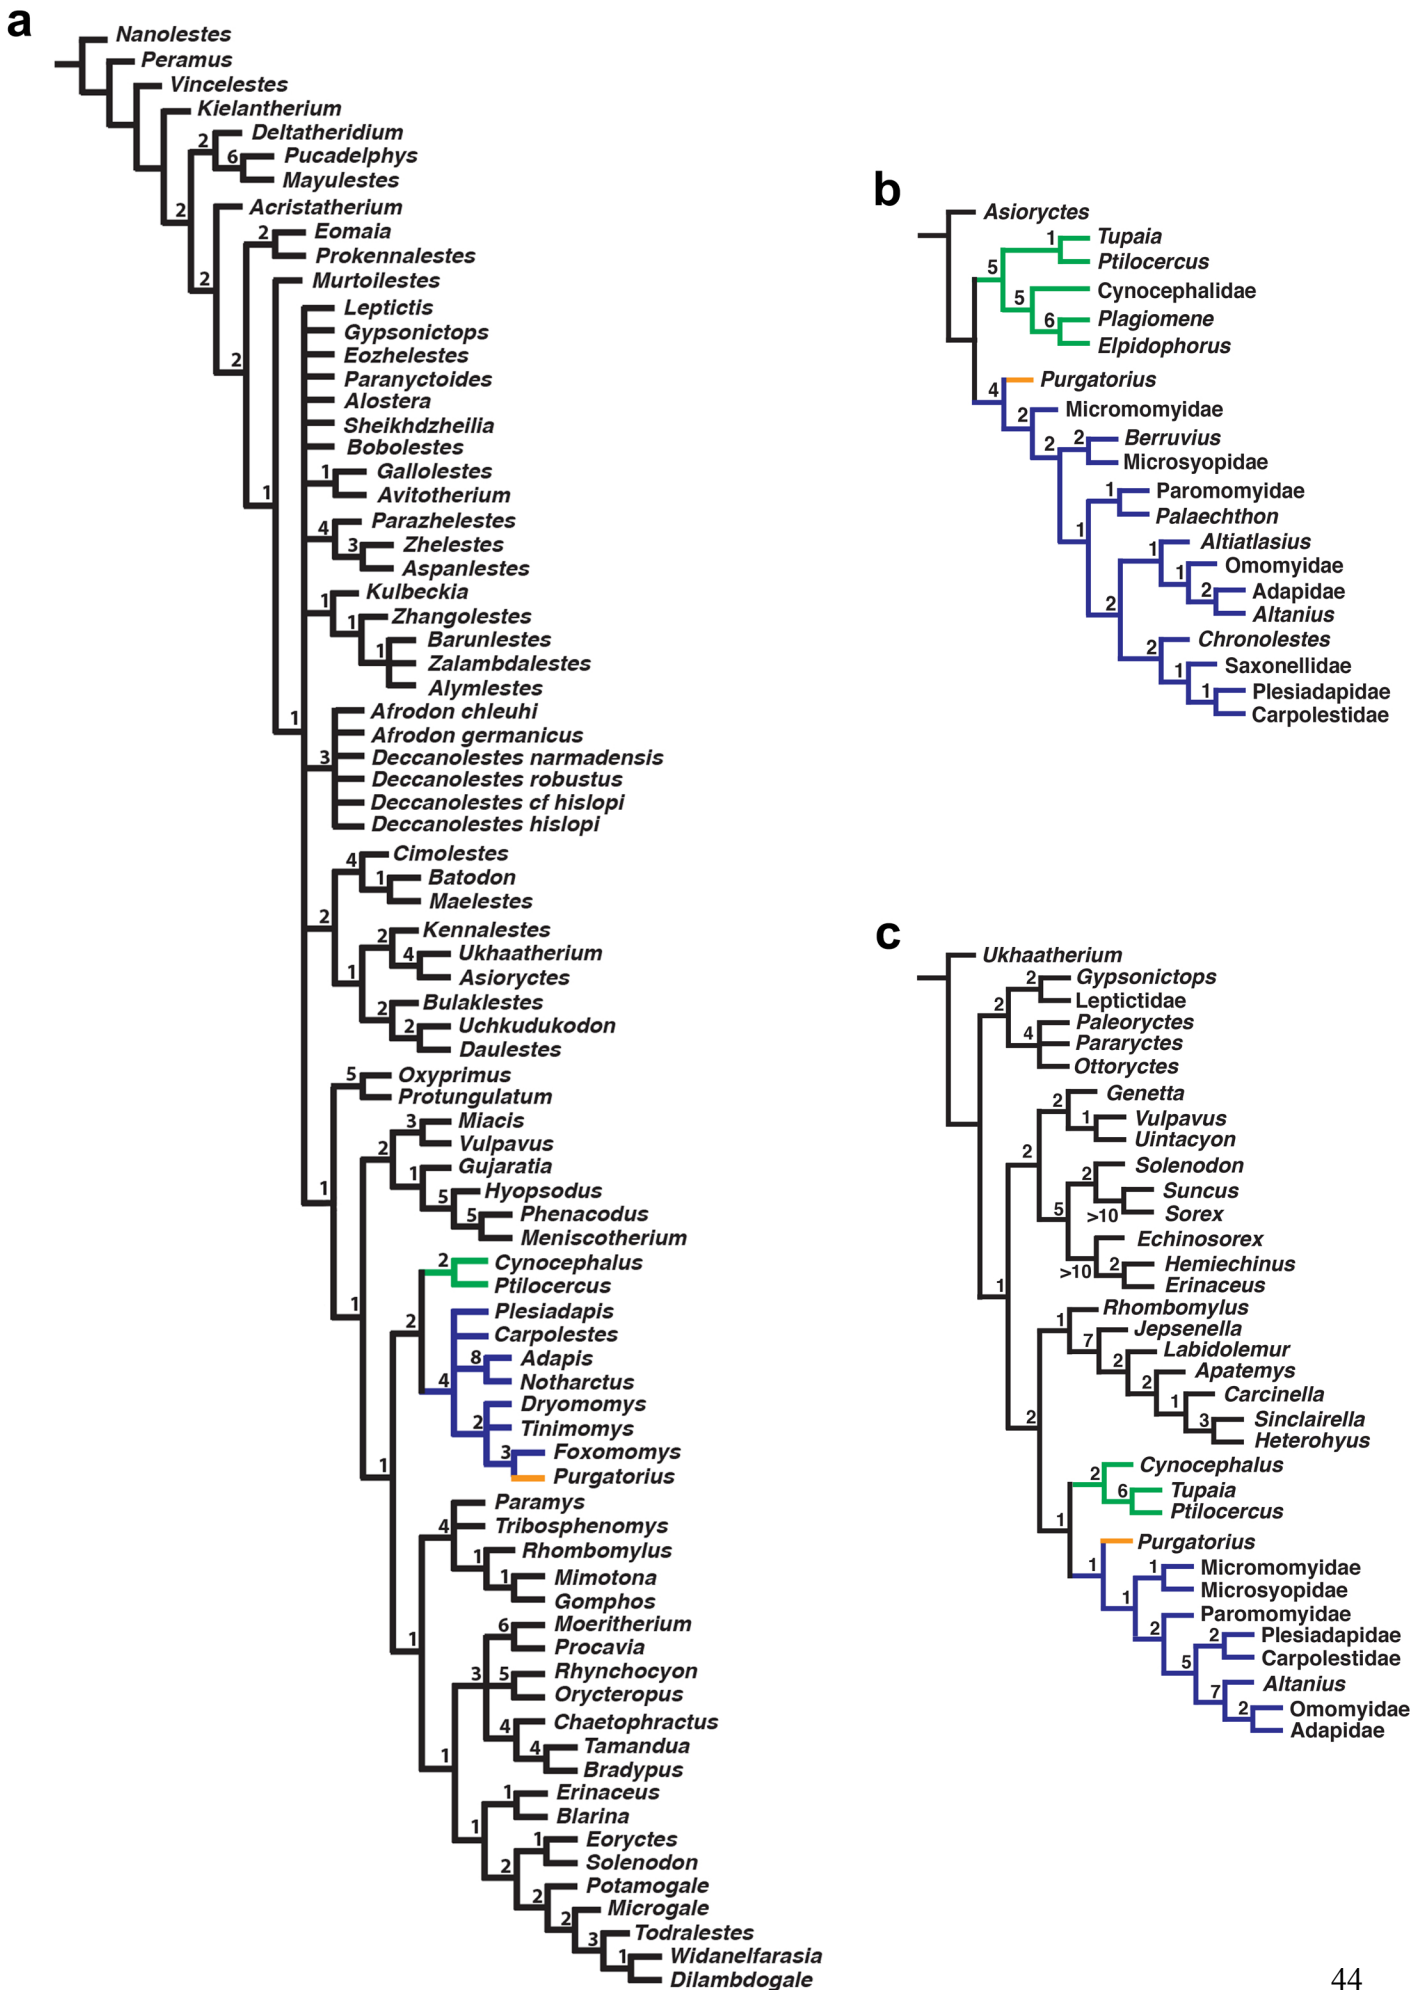 a
Nanolestes
Peramus
Vincelestes
Kielantherium
2
Deltatheridium
6
Pucadelphys
Mayulestes
2
Acristatherium
2
2
Eomaia
Prokennalestes
2
Murtoilestes
1
Leptictis
Gypsonictops
Eozhelestes
Paranyctoides
Alostera
Sheikhdzheilia
Bobolestes
1
Gallolestes
Avitotherium
4
Parazhelestes
3
Zhelestes
Aspanlestes
1
Kulbeckia
1
Zhangolestes
1
Barunlestes
Zalambdalestes
Alymlestes
1
3
Afrodon chleuhi
Afrodon germanicus
Deccanolestes narmadensis
Deccanolestes robustus
Deccanolestes cf hislopi
Deccanolestes hislopi
2
4
Cimolestes
1
Batodon
Maelestes
1
2
Kennalestes
4
Ukhaatherium
Asioryctes
2
Bulaklestes
2
Uchkudukodon
Daulestes
1
5
Oxyprimus
Protungulatum
1
2
3
Miacis
Vulpavus
1
Gujaratia
5
Hyopsodus
5
Phenacodus
Meniscotherium
1
2
2
Cynocephalus
Ptilocercus
4
Plesiadapis
Carpolestes
8
Adapis
Notharctus
2
Dryomomys
Tinimomys
3
Foxomomys
Purgatorius
1
4
Paramys
Tribosphenomys
1
Rhombomylus
1
Mimotona
Gomphos
1
3
6
Moeritherium
Procavia
5
Rhynchocyon
Orycteropus
4
Chaetophractus
4
Tamandua
Bradypus
1
1
Erinaceus
Blarina
2
1
Eoryctes
Solenodon
2
Potamogale
2
Microgale
3
Todralestes
1
Widanelfarasia
Dilambdogale
b
Asioryctes
5
1
Tupaia
Ptilocercus
5
Cynocephalidae
6
Plagiomene
Elpidophorus
4
Purgatorius
2
Micromomyidae
2
2
Berruvius
Microsyopidae
1
1
Paromomyidae
Palaechthon
2
1
Altiatlasius
1
Omomyidae
2
Adapidae
Altanius
2
Chronolestes
1
Saxonellidae
1
Plesiadapidae
Carpolestidae
c
Ukhaatherium
2
2
Gypsonictops
Leptictidae
4
Paleoryctes
Pararyctes
Ottoryctes
1
2
2
Genetta
1
Vulpavus
Uintacyon
5
2
Solenodon
>10
Suncus
Sorex
>10
Echinosorex
2
Hemiechinus
Erinaceus
2
1
Rhombomylus
7
Jepsenella
2
Labidolemur
2
Apatemys
1
Carcinella
3
Sinclairella
Heterohyus
1
2
Cynocephalus
6
Tupaia
Ptilocercus
1
Purgatorius
1
1
Micromomyidae
Microsyopidae
2
Paromomyidae
5
2
Plesiadapidae
Carpolestidae
7
Altanius
2
Omomyidae
Adapidae
44